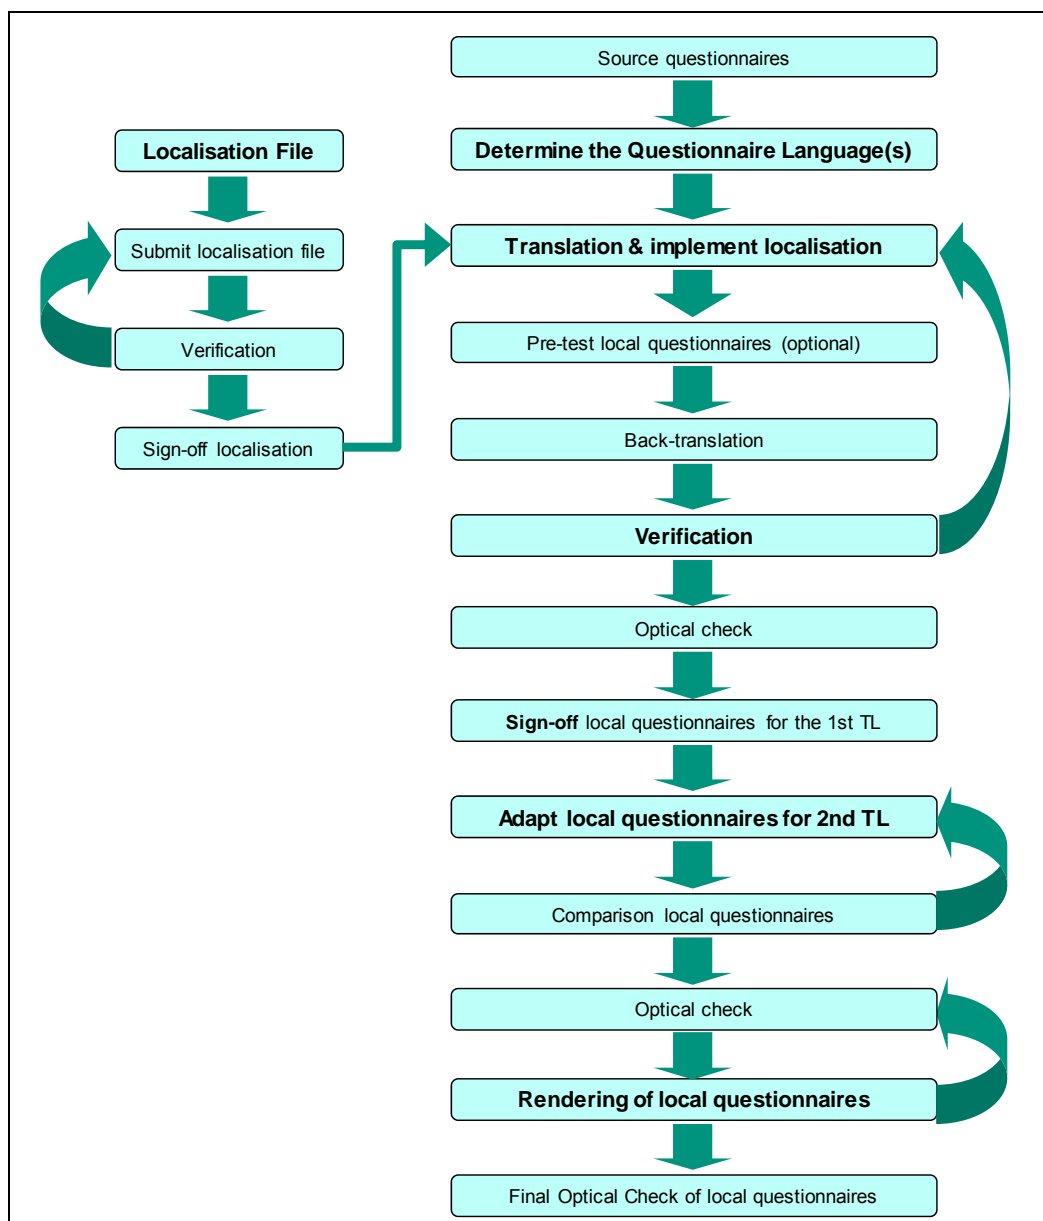 Source questionnaires
Determine the Questionnaire Language(s)
Localisation File
Submit localisation file
Verification
Sign-off localisation
Translation & implement localisation
Pre-test local questionnaires (optional)
Back-translation
Verification
Optical check
Sign-off local questionnaires for the 1st TL
Adapt local questionnaires for 2nd TL
Comparison local questionnaires
Optical check
Rendering of local questionnaires
Final Optical Check of local questionnaires